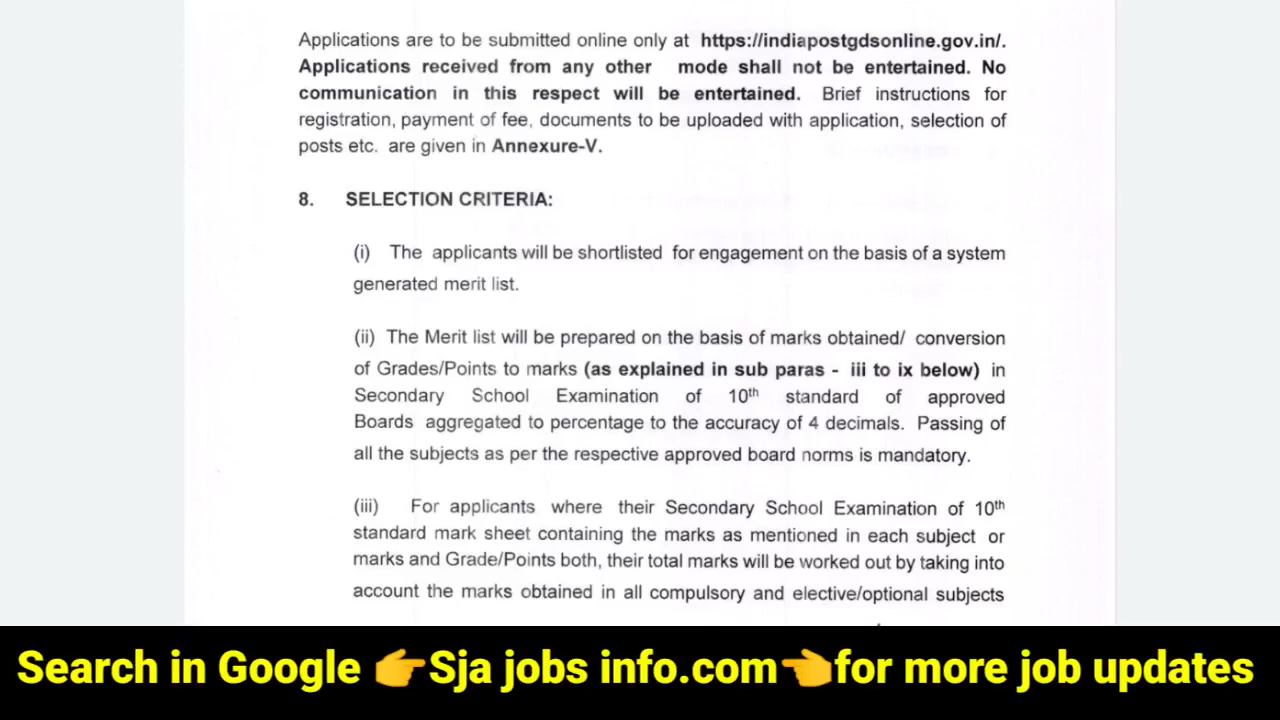 Applications are to be submitted online only at https://indiapostgdsonline.gov.in/.
Applications received from any other mode shall not be entertained. No
communication in this respect will be entertained. Brief instructions for
registration, payment of fee, documents to be uploaded with application, selection of
posts etc. are given in Annexure-V.
8. SELECTION CRITERIA:
(i) The applicants will be shortlisted for engagement on the basis of a system
generated merit list.
(ii) The Merit list will be prepared on the basis of marks obtained/ conversion
of Grades/Points to marks (as explained in sub paras - iii to ix below) in
Secondary School Examination of 10th standard of approved
Boards aggregated to percentage to the accuracy of 4 decimals. Passing of
all the subjects as per the respective approved board norms is mandatory.
(iii) For applicants where their Secondary School Examination of 10th
standard mark sheet containing the marks as mentioned in each subject or
marks and Grade/Points both, their total marks will be worked out by taking into
account the marks obtained in all compulsory and elective/optional subjects
Search in Google 👉Sja jobs info.com👈for more job updates